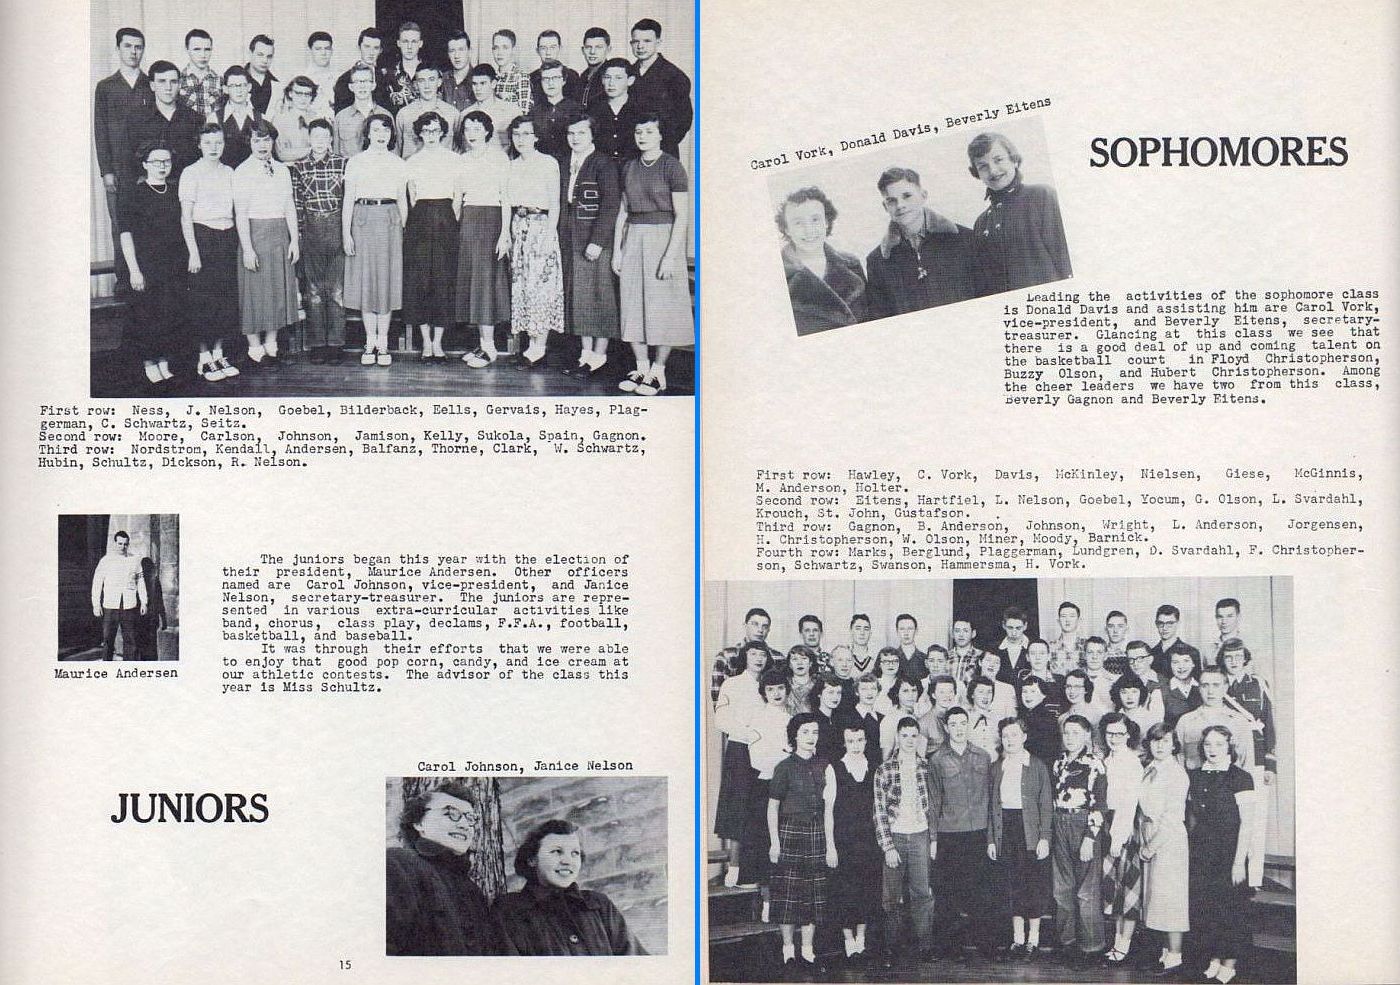 First row: Ness, J. Nelson, Goebel, Bilderback, Eells, Gervais, Hayes, Plag-
german, C. Schwartz, Seitz.
Second row: Moore, Carlson, Johnson, Jamison, Kelly, Sukola, Spain, Gagnon.
Third row: Nordstrom, Kendall, Andersen, Balfanz, Thorne, Clark, W. Schwartz,
Hubin, Schultz, Dickson, R. Nelson.
Maurice Andersen
The juniors began this year with the election of
their president, Maurice Andersen. Other officers
named are Carol Johnson, vice-president, and Janice
Nelson, secretary-treasurer. The juniors are repre-
sented in various extra-curricular activities like
band, chorus, class play, declams, F.F.A., football,
basketball, and baseball.
It was through their efforts that we were able
to enjoy that good pop corn, candy, and ice cream at
our athletic contests. The advisor of the class this
year is Miss Schultz.
JUNIORS
Carol Johnson, Janice Nelson
15
Carol Vork, Donald Davis, Beverly Eitens
SOPHOMORES
Leading the activities of the sophomore class
is Donald Davis and assisting him are Carol Vork,
vice-president, and Beverly Eitens, secretary-
treasurer. Glancing at this class we see that
there is a good deal of up and coming talent on
the basketball court in Floyd Christopherson,
Buzzy Olson, and Hubert Christopherson. Among
the cheer leaders we have two from this class,
Beverly Gagnon and Beverly Eitens.
First row: Hawley, C. Vork, Davis, McKinley, Nielsen, Giese, McGinnis,
M. Anderson, Holter.
Second row: Eitens, Hartfiel, L. Nelson, Goebel, Yocum, G. Olson, L. Svardahl,
Krouch, St. John, Gustafson.
Third row: Gagnon, B. Anderson, Johnson, Wright, L. Anderson, Jorgensen,
H. Christopherson, W. Olson, Miner, Moody, Barnick.
Fourth row: Marks, Berglund, Plaggerman, Lundgren, D. Svardahl, F. Christopher-
son, Schwartz, Swanson, Hammersma, H. Vork.